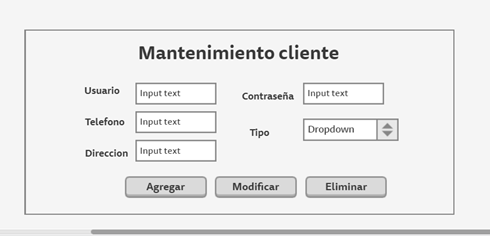 Mantenimiento cliente
Usuario Input text
Contraseña Input text
Telefono Input text
Tipo Dropdown
Direccion Input text
Agregar Modificar Eliminar